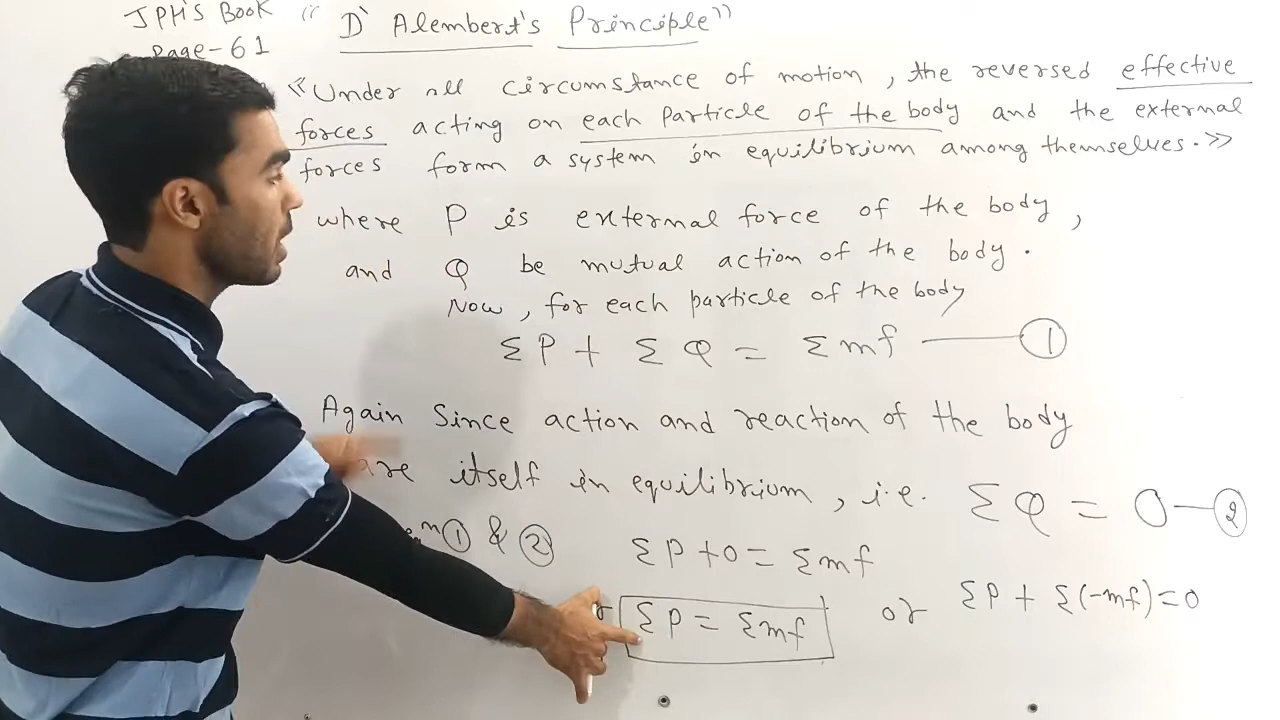 JPH'S Book " D' Alembert's Principle"
Page-61
«Under all circumstance of motion, the reversed effective
forces acting on each Particle of the body and the external
forces form a system in equilibrium among themselves.»
where P is external force of the body,
and Q be mutual action of the body.
Now, for each particle of the body
ΣP + ΣQ = Σmf — ①
Again Since action and reaction of the body
are itself in equilibrium, i.e. ΣQ = 0 — ②
① & ② ΣP + 0 = Σmf
ΣP = Σmf or ΣP + Σ(-mf) = 0